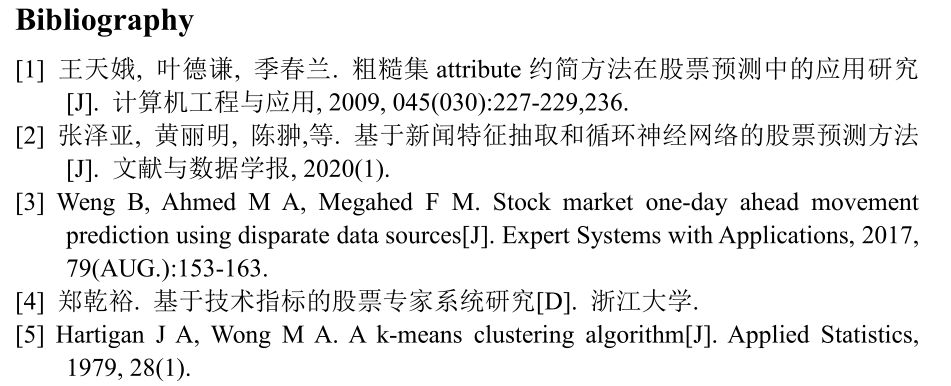 Bibliography
[1] 王天娥, 叶德谦, 季春兰. 粗糙集 attribute 约简方法在股票预测中的应用研究
[J]. 计算机工程与应用, 2009, 045(030):227-229,236.
[2] 张泽亚, 黄丽明, 陈翀,等. 基于新闻特征抽取和循环神经网络的股票预测方法
[J]. 文献与数据学报, 2020(1).
[3] Weng B, Ahmed M A, Megahed F M. Stock market one-day ahead movement
prediction using disparate data sources[J]. Expert Systems with Applications, 2017,
79(AUG.):153-163.
[4] 郑乾裕. 基于技术指标的股票专家系统研究[D]. 浙江大学.
[5] Hartigan J A, Wong M A. A k-means clustering algorithm[J]. Applied Statistics,
1979, 28(1).